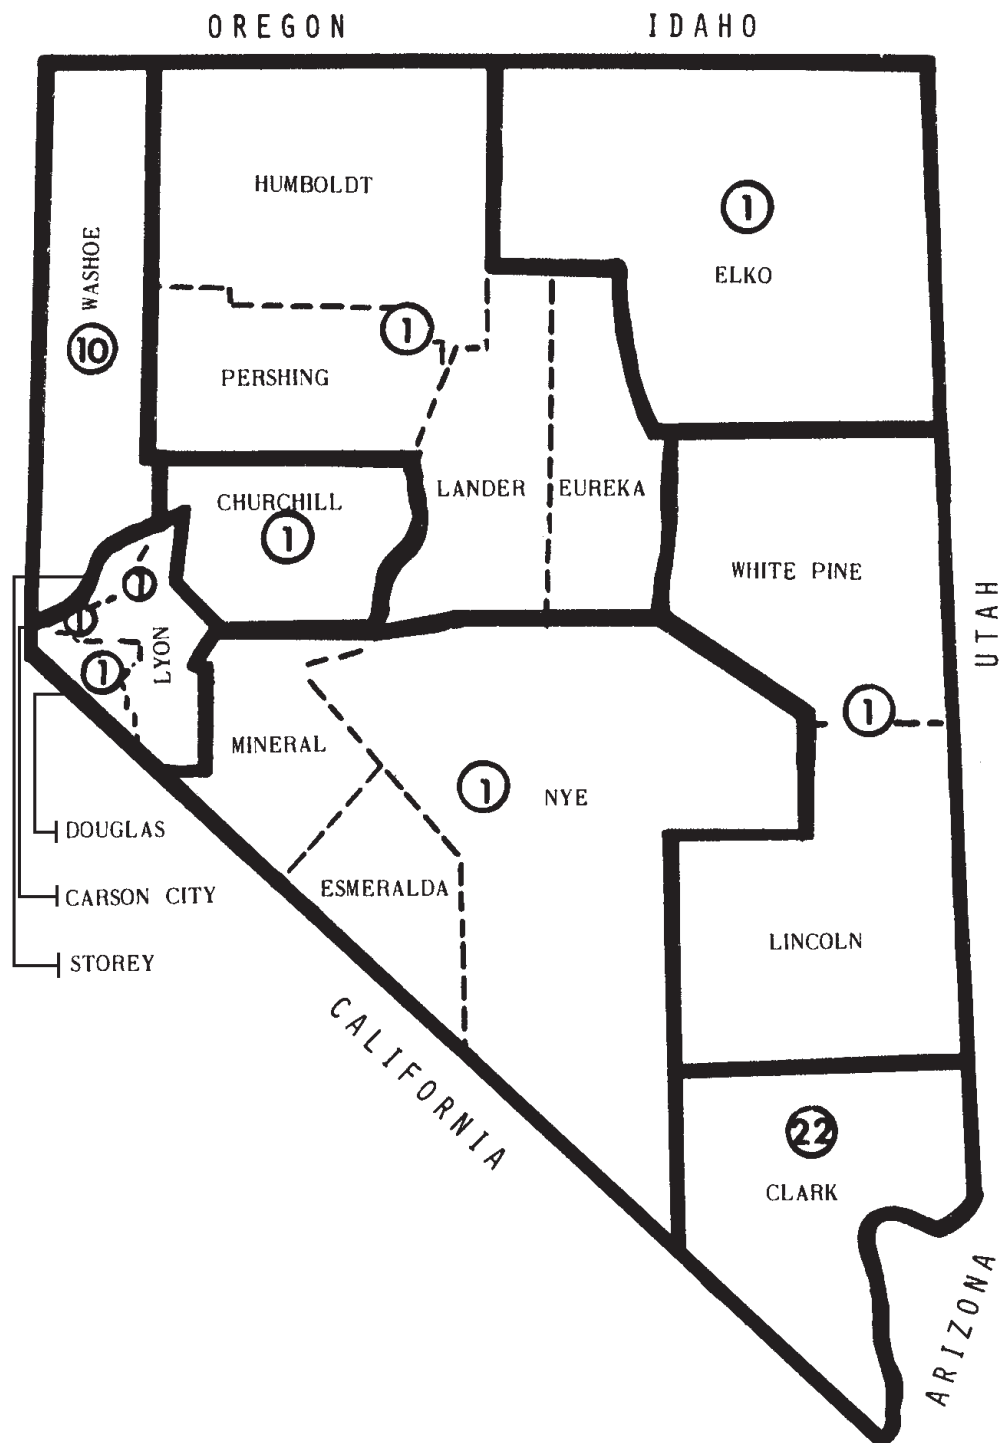 OREGON IDAHO
HUMBOLDT
1
ELKO
WASHOE
10
1
PERSHING
CHURCHILL
1
LANDER
EUREKA
WHITE PINE
UTAH
1
1
1
LYON
1
MINERAL
1
NYE
DOUGLAS
CARSON CITY
STOREY
ESMERALDA
LINCOLN
CALIFORNIA
22
CLARK
ARIZONA